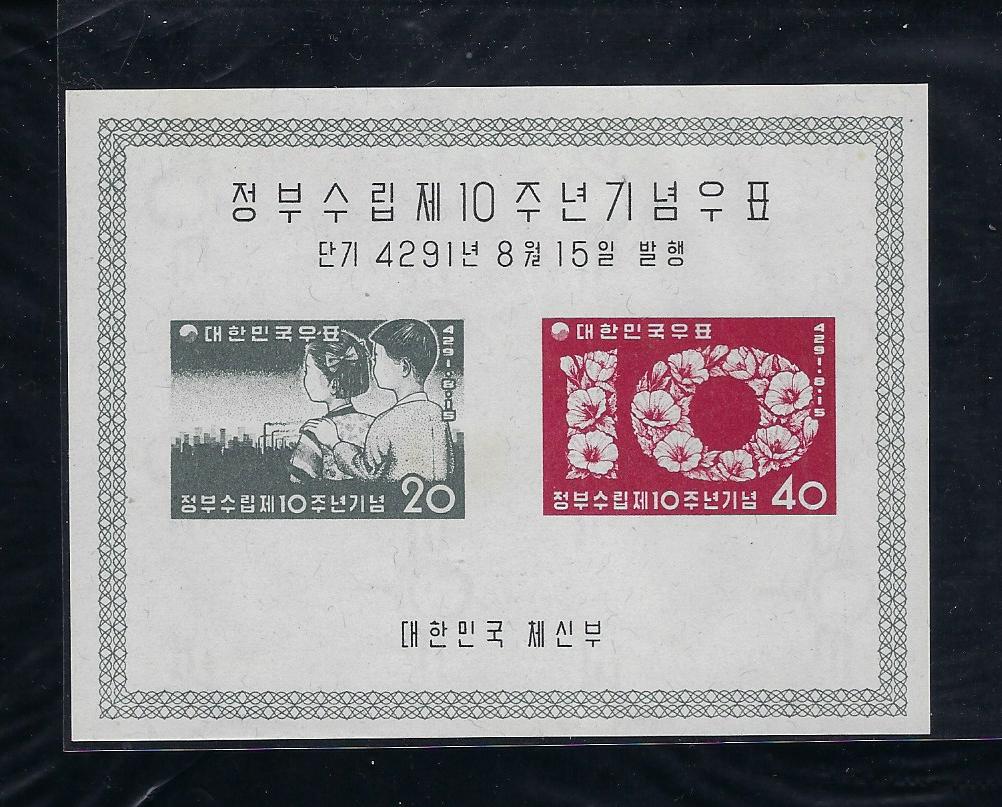 정부수립제10주년기념우표
단기 4291년 8월 15일 발행
대한민국우표
4291.8.15
정부수립제10주년기념 20
대한민국우표
4291.8.15
정부수립제10주년기념 40
대한민국 체신부